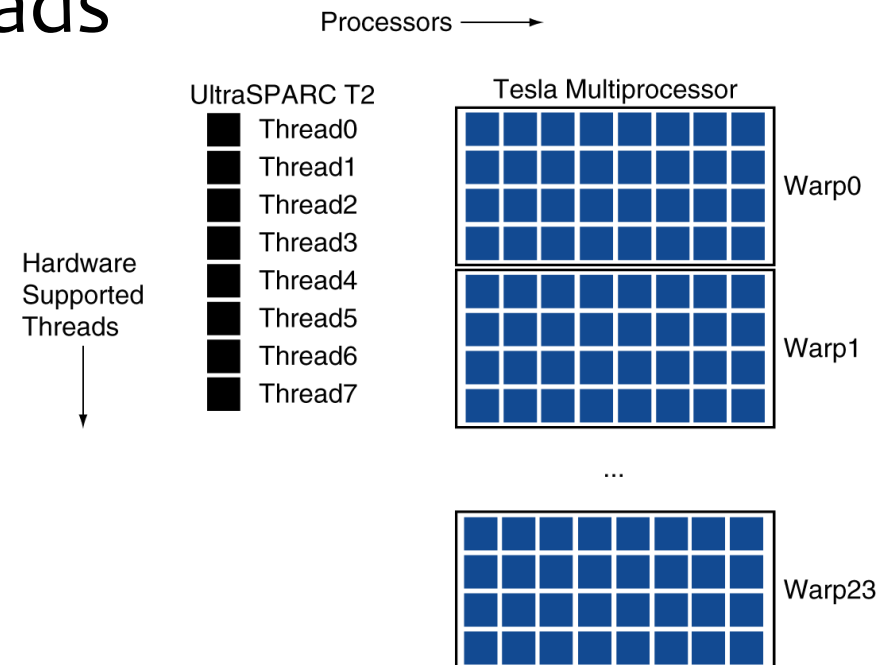 ads
Processors
UltraSPARC T2
Tesla Multiprocessor
Thread0
Thread1
Thread2
Thread3
Thread4
Thread5
Thread6
Thread7
Hardware
Supported
Threads
Warp0
Warp1
...
Warp23